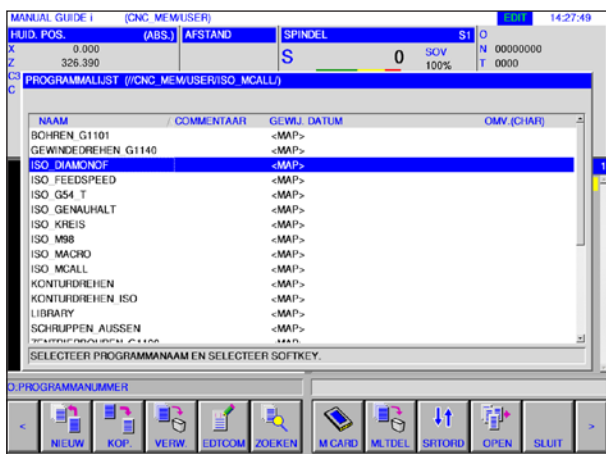 MANUAL GUIDE i (CNC_MEM/USER) EDIT 14:27:49
HUID. POS. (ABS.) AFSTAND SPINDEL S1 O
X 0.000 S 0 SOV N 00000000
Z 326.390 100% T 0000
C3 PROGRAMMALIJST (//CNC_MEM/USER/ISO_MCALL/)
C
NAAM / COMMENTAAR GEWIJ. DATUM OMV.(CHAR)
BOHREN_G1101 <MAP>
GEWINDEDREHEN_G1140 <MAP>
ISO_DIAMONOF <MAP>
ISO_FEEDSPEED <MAP>
ISO_G54_T <MAP>
ISO_GENAUHALT <MAP>
ISO_KREIS <MAP>
ISO_M98 <MAP>
ISO_MACRO <MAP>
ISO_MCALL <MAP>
KONTURDREHEN <MAP>
KONTURDREHEN_ISO <MAP>
LIBRARY <MAP>
SCHRUPPEN_AUSSEN <MAP>
SELECTEER PROGRAMMANAAM EN SELECTEER SOFTKEY.
O:PROGRAMMANUMMER
< NIEUW KOP. VERW. EDTCOM ZOEKEN M CARD MLTDEL SRTORD OPEN SLUIT >